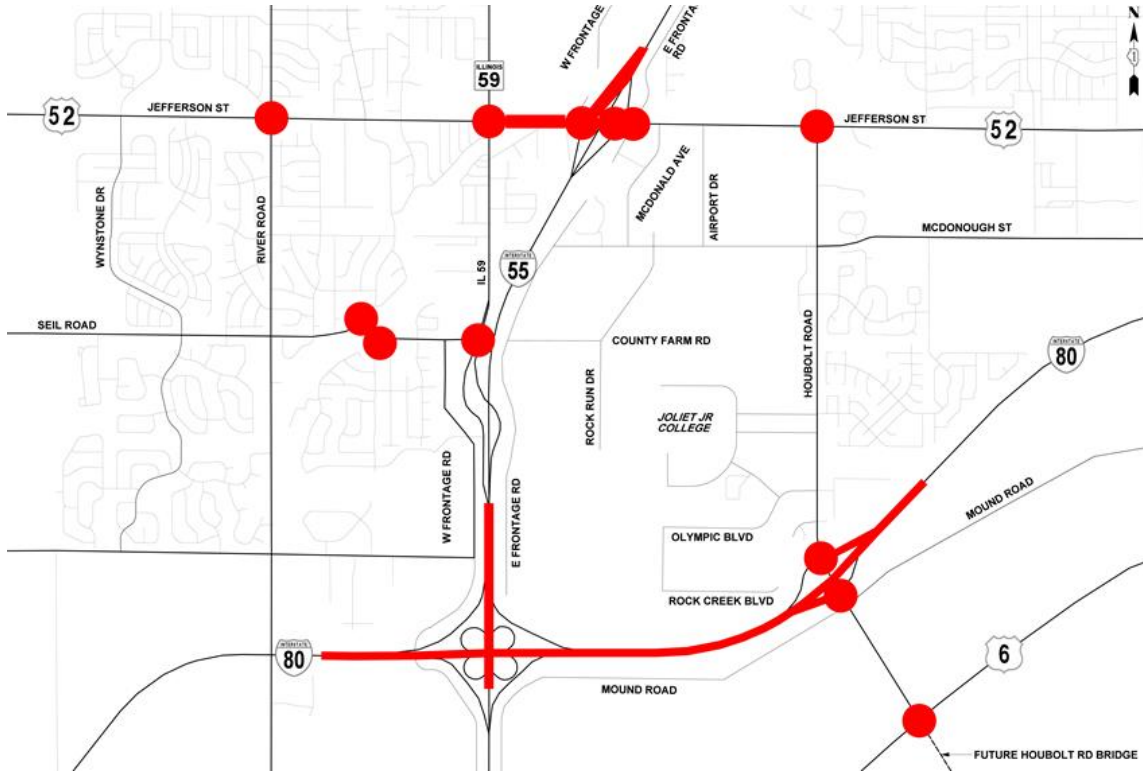 W FRONTAGE
E FRONTAGE
RD
N
ILLINOIS
59
52
JEFFERSON ST
JEFFERSON ST
52
WYNSTONE DR
RIVER ROAD
MCDONALD AVE
AIRPORT DR
MCDONOUGH ST
IL 59
INTERSTATE
55
SEIL ROAD
COUNTY FARM RD
HOUBOLT ROAD
INTERSTATE
80
ROCK RUN DR
JOLIET JR
COLLEGE
W FRONTAGE RD
E FRONTAGE RD
MOUND ROAD
OLYMPIC BLVD
ROCK CREEK BLVD
INTERSTATE
80
6
MOUND ROAD
FUTURE HOUBOLT RD BRIDGE